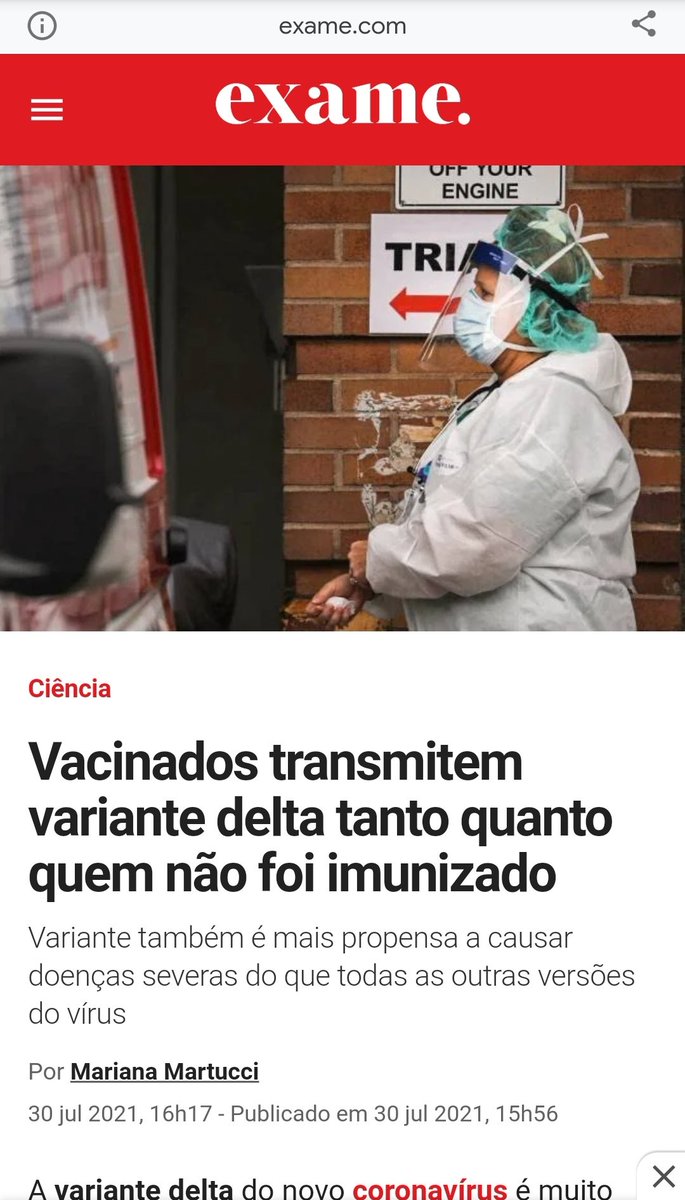 exame.com
exame.
OFF YOUR
ENGINE
TRIA
Ciência
Vacinados transmitem
variante delta tanto quanto
quem não foi imunizado
Variante também é mais propensa a causar
doenças severas do que todas as outras versões
do vírus
Por Mariana Martucci
30 jul 2021, 16h17 - Publicado em 30 jul 2021, 15h56
A variante delta do novo coronavírus é muito